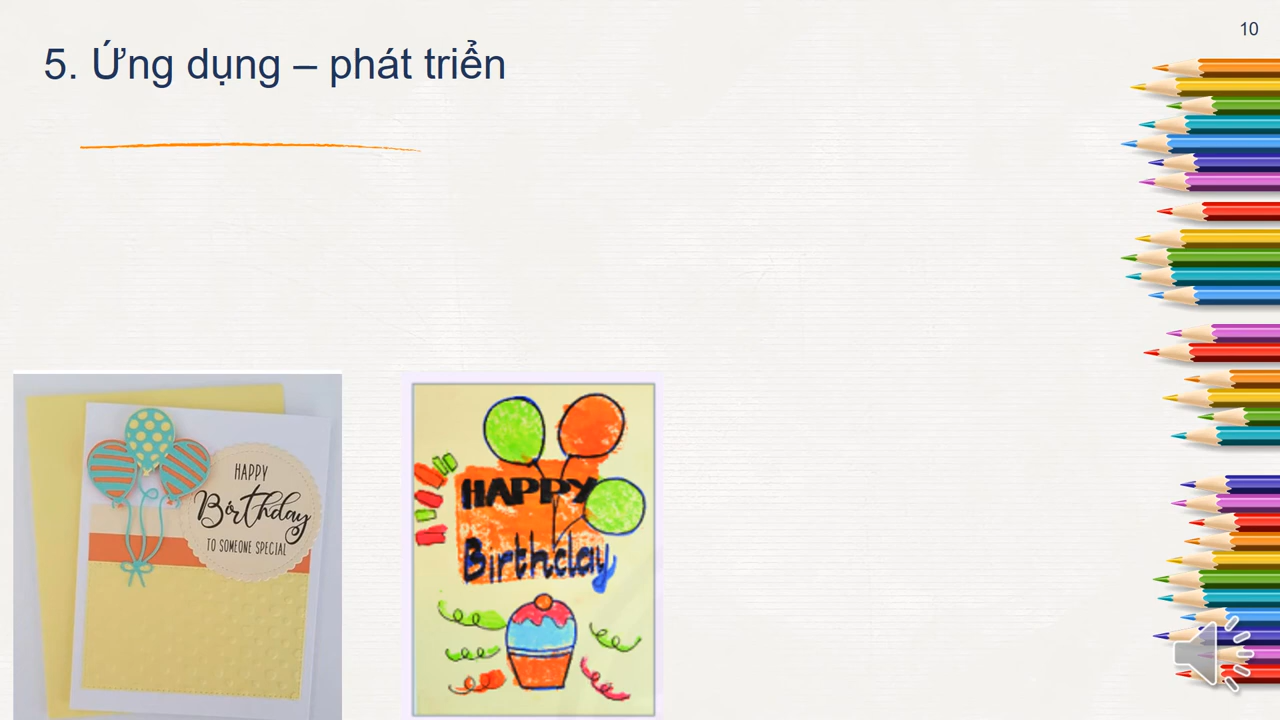 10
5. Ứng dụng – phát triển
HAPPY
Birthday
TO SOMEONE SPECIAL
HAPPY
Birthday